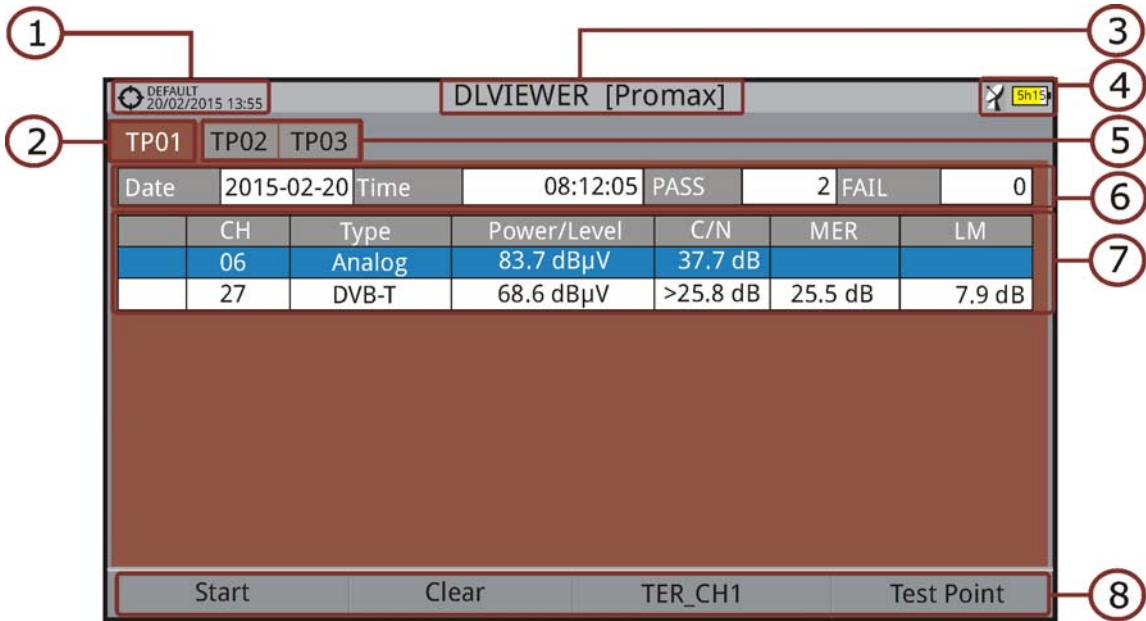 1
3
DEFAULT
20/02/2015 13:55
DLVIEWER [Promax]
5h15
4
2
TP01 TP02 TP03
5
Date 2015-02-20 Time 08:12:05 PASS 2 FAIL 0
6
CH Type Power/Level C/N MER LM
06 Analog 83.7 dBµV 37.7 dB
7
27 DVB-T 68.6 dBµV >25.8 dB 25.5 dB 7.9 dB
Start Clear TER_CH1 Test Point
8